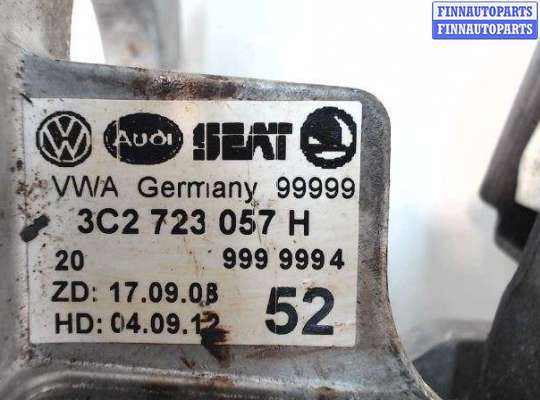 FINNAUTOPARTS
FINNAUTOPARTS
VW Audi SEAT
VWA Germany 99999
3C2 723 057 H
20 999 9994
ZD: 17.09.08
HD: 04.09.12 52